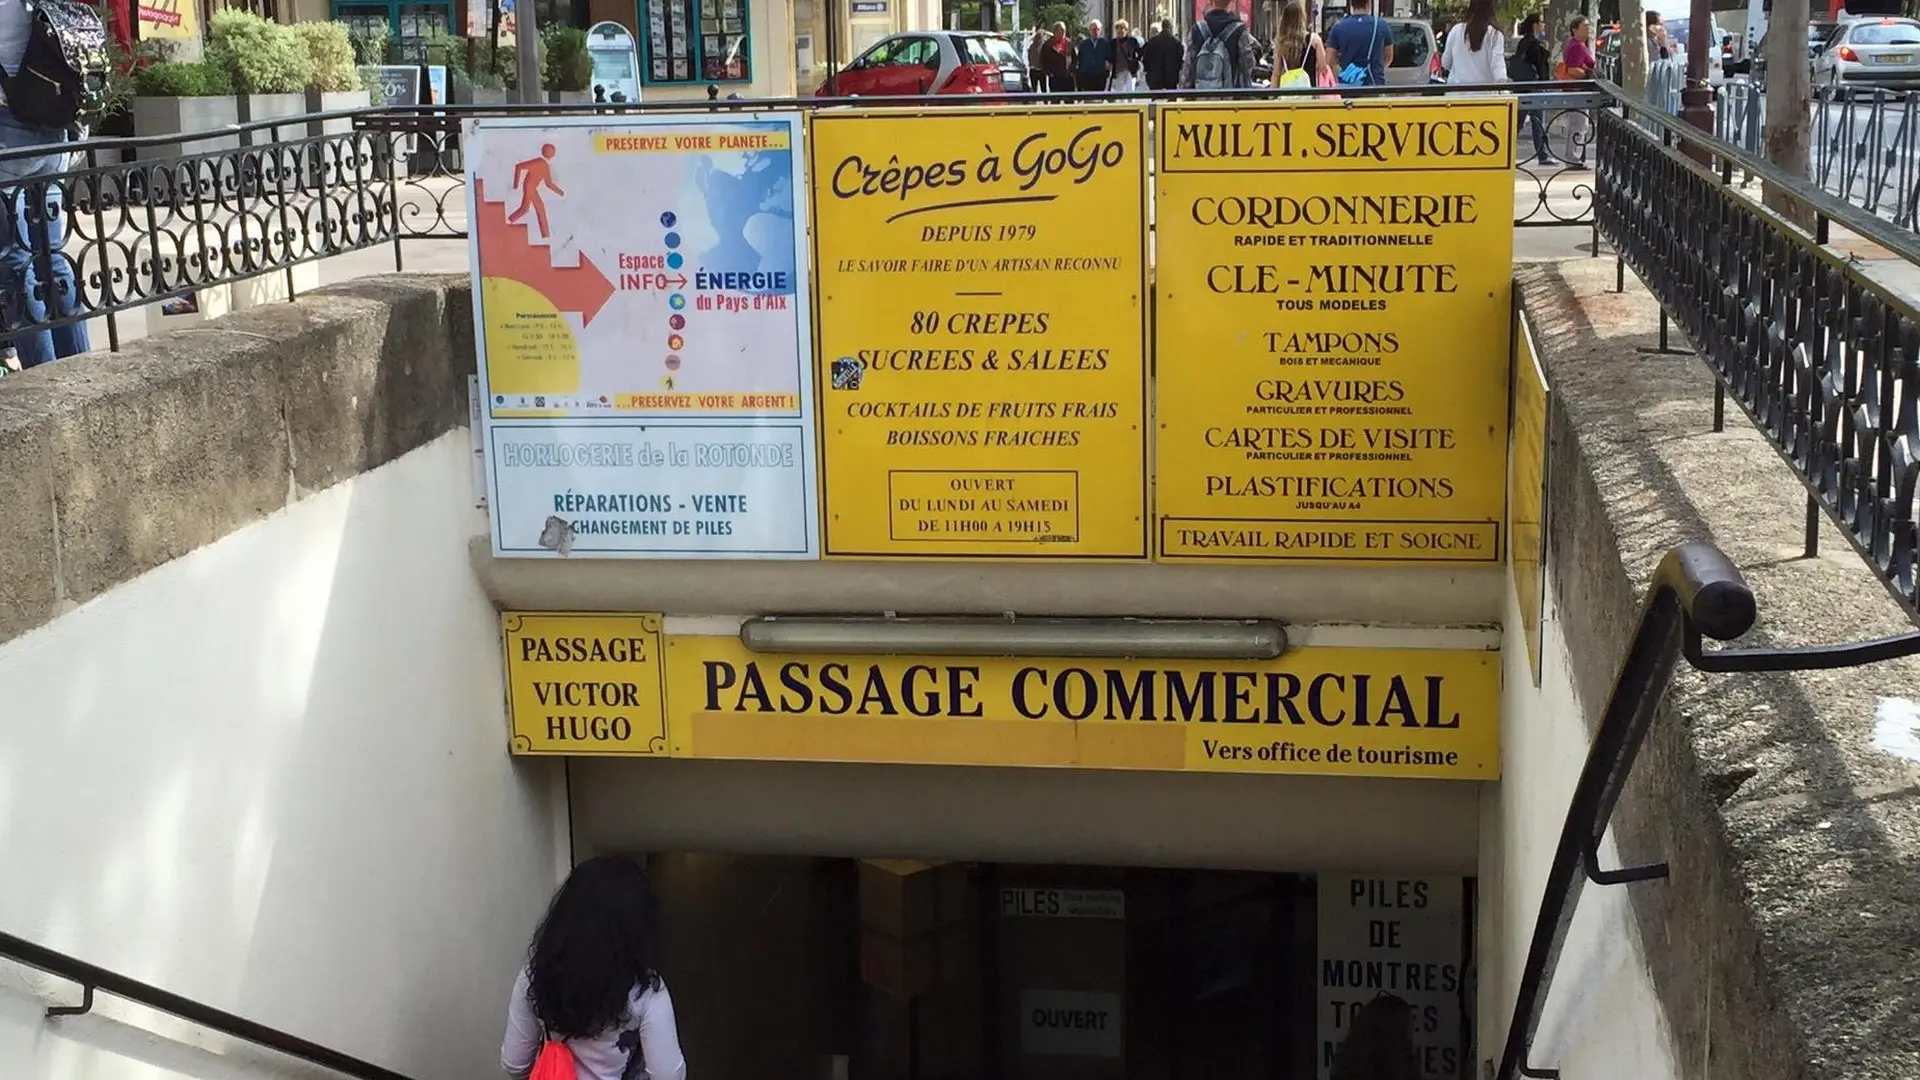 PRESERVEZ VOTRE PLANETE...
Espace
INFO
ÉNERGIE
du Pays d'Aix
Permanences
...PRESERVEZ VOTRE ARGENT !
HORLOGERIE de la ROTONDE
RÉPARATIONS - VENTE
CHANGEMENT DE PILES
Crêpes à GoGo
DEPUIS 1979
LE SAVOIR FAIRE D'UN ARTISAN RECONNU
80 CREPES
SUCREES & SALEES
COCKTAILS DE FRUITS FRAIS
BOISSONS FRAICHES
OUVERT
DU LUNDI AU SAMEDI
DE 11H00 A 19H15
MULTI.SERVICES
CORDONNERIE
RAPIDE ET TRADITIONNELLE
CLE-MINUTE
TOUS MODELES
TAMPONS
BOIS ET MECANIQUE
GRAVURES
PARTICULIER ET PROFESSIONNEL
CARTES DE VISITE
PARTICULIER ET PROFESSIONNEL
PLASTIFICATIONS
JUSQU'AU A4
TRAVAIL RAPIDE ET SOIGNE
PASSAGE
VICTOR
HUGO
PASSAGE COMMERCIAL
Vers office de tourisme
PILES
OUVERT
PILES
DE
MONTRES